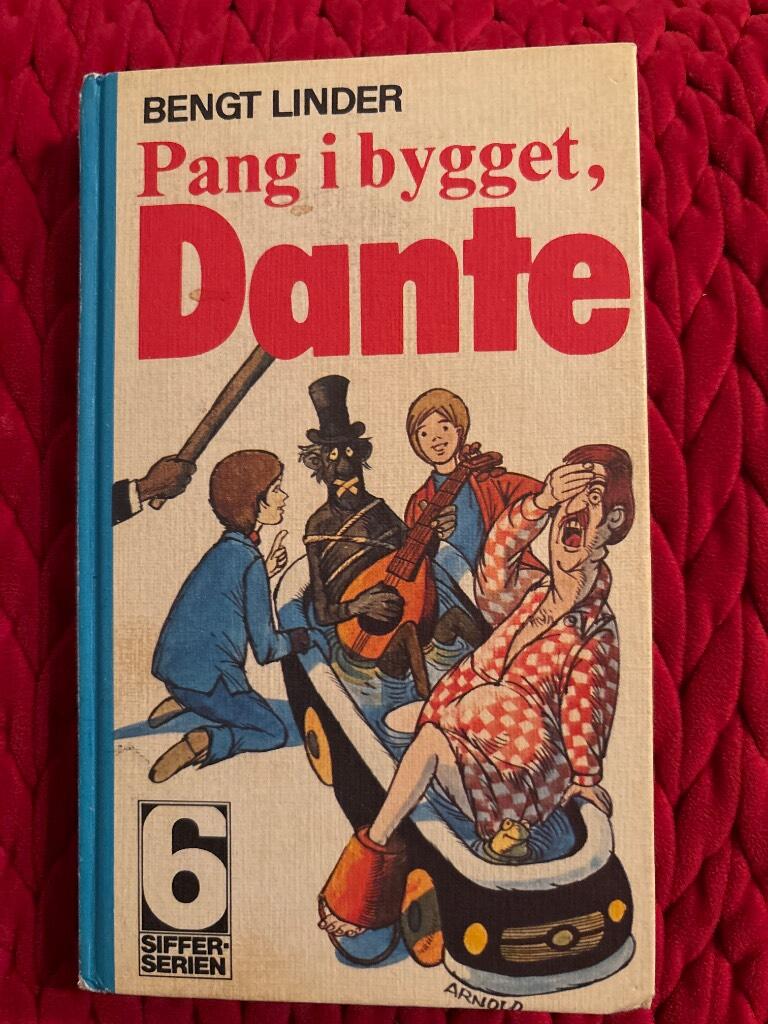 BENGT LINDER
Pang i bygget,
Dante
6
SIFFER-
SERIEN
ARNOLD